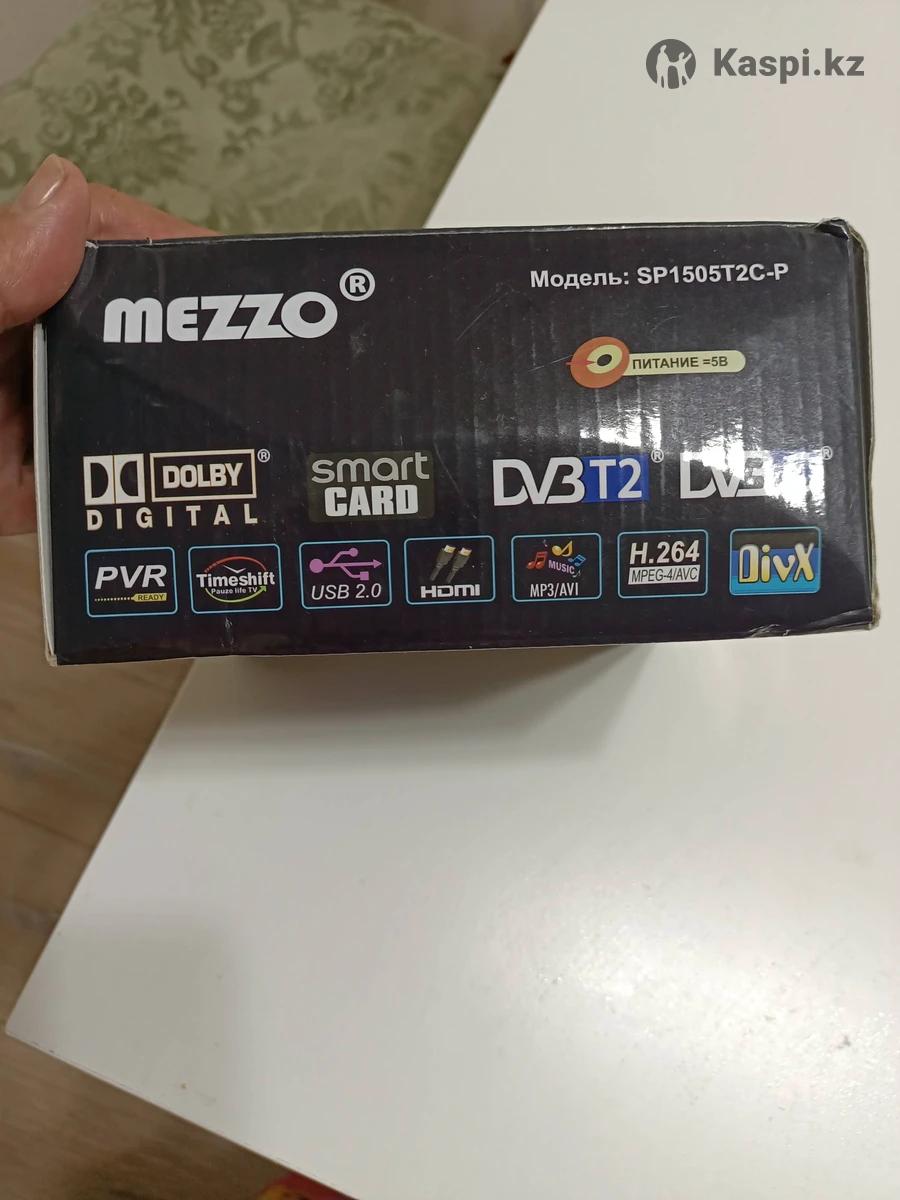 Kaspi.kz
MEZZO®
Модель: SP1505T2C-P
ПИТАНИЕ =5В
DOLBY®
DIGITAL
smart
CARD
DVB T2®
DVB ®
PVR
READY
Timeshift
Pauze life TV
USB 2.0
HDMI
MUSIC
MP3/AVI
H.264
MPEG-4/AVC
DivX